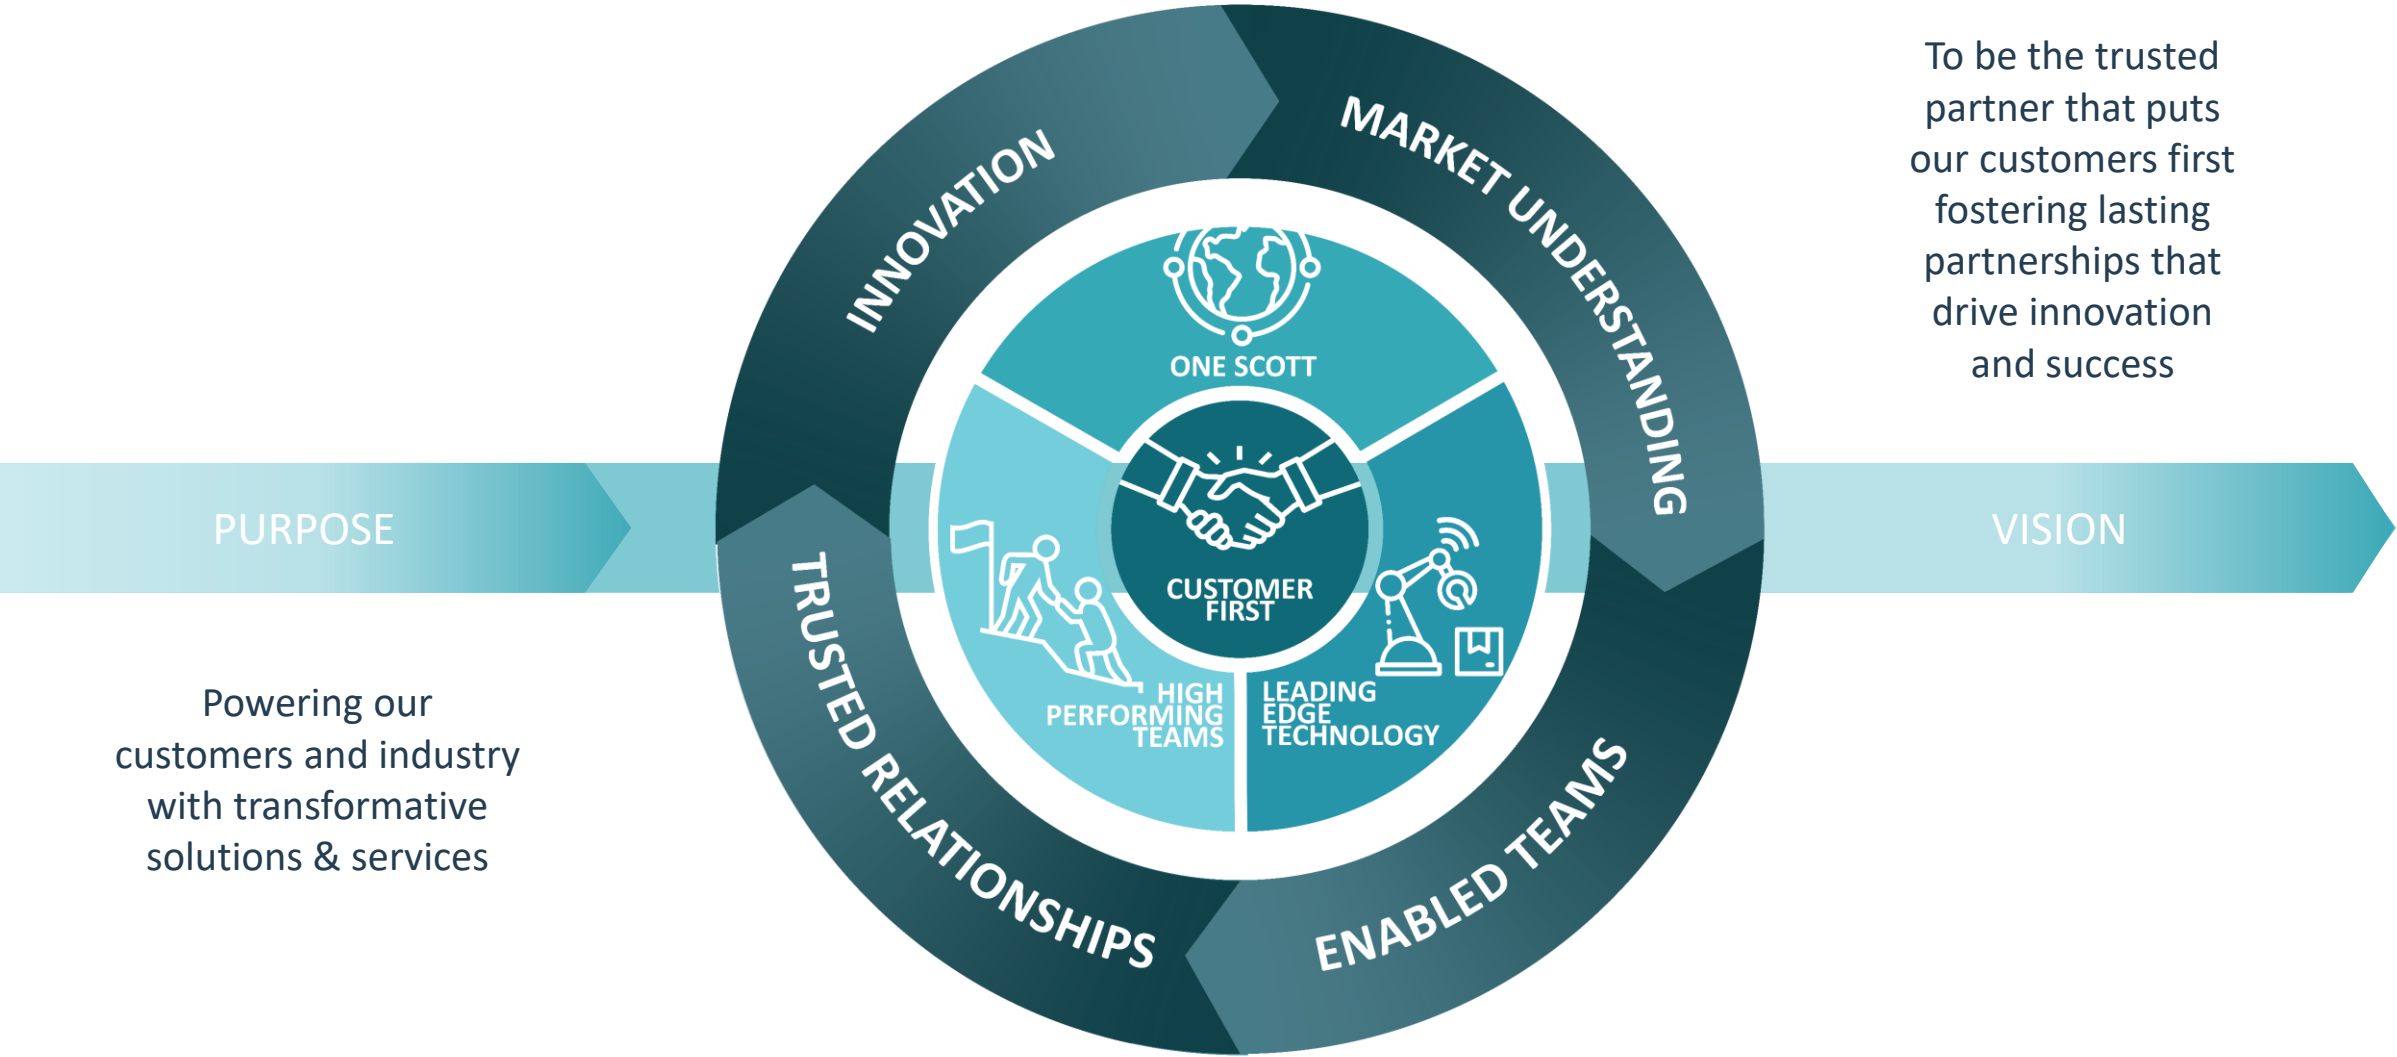 PURPOSE
Powering our
customers and industry
with transformative
solutions & services
INNOVATION
MARKET UNDERSTANDING
ENABLED TEAMS
TRUSTED RELATIONSHIPS
ONE SCOTT
CUSTOMER
FIRST
HIGH
PERFORMING
TEAMS
LEADING
EDGE
TECHNOLOGY
To be the trusted
partner that puts
our customers first
fostering lasting
partnerships that
drive innovation
and success
VISION